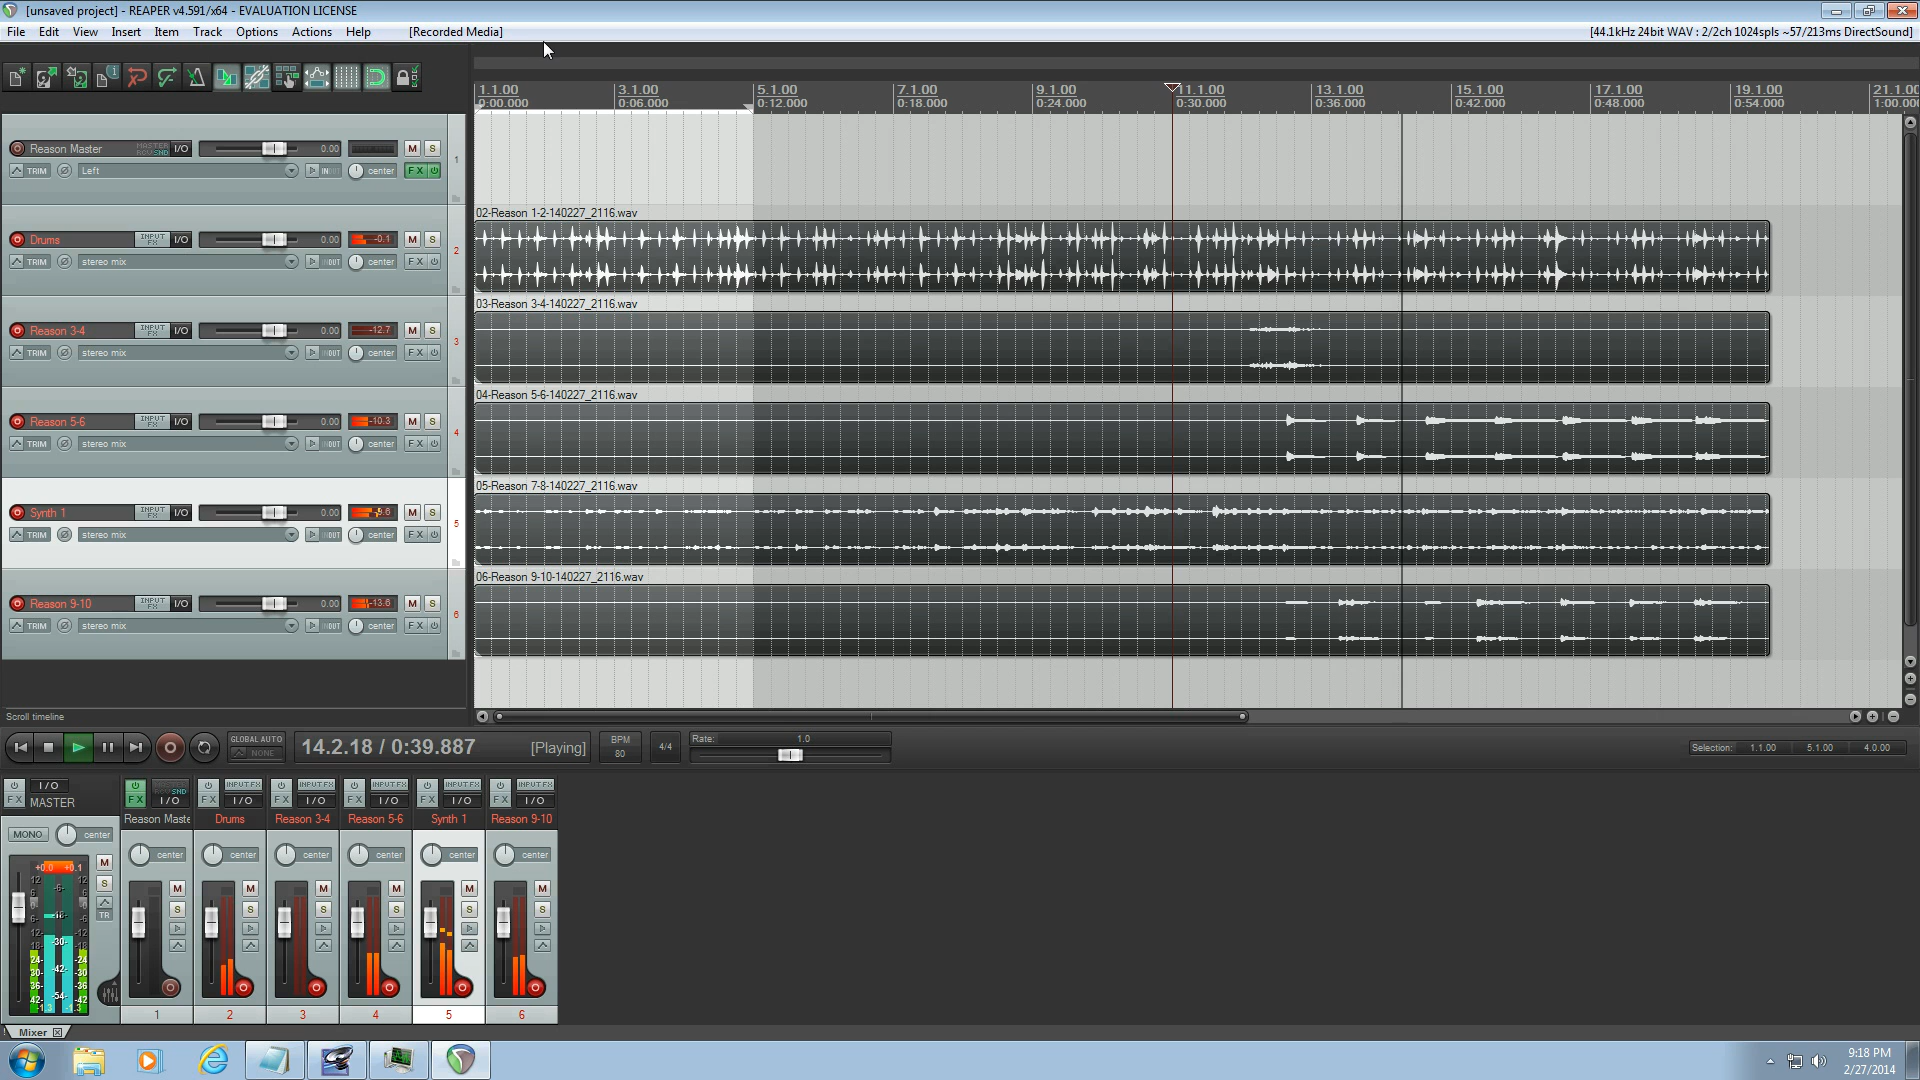 [unsaved project] - REAPER v4.591/x64 - EVALUATION LICENSE
File Edit View Insert Item Track Options Actions Help [Recorded Media]
[44.1kHz 24bit WAV : 2/2ch 1024spls ~57/213ms DirectSound]
1.1.00 3.1.00 5.1.00 7.1.00 9.1.00 11.1.00 13.1.00 15.1.00 17.1.00 19.1.00 21.1.00
0:00.000 0:06.000 0:12.000 0:18.000 0:24.000 0:30.000 0:36.000 0:42.000 0:48.000 0:54.000 1:00.000
Reason Master MASTER RCV SND I/O 0.00 M S 1
TRIM Left IN center FX
02-Reason 1-2-140227_2116.wav
Drums INPUT FX I/O 0.00 -0.1 M S 2
TRIM stereo mix INOUT center FX
03-Reason 3-4-140227_2116.wav
Reason 3-4 INPUT FX I/O 0.00 -12.7 M S 3
TRIM stereo mix INOUT center FX
04-Reason 5-6-140227_2116.wav
Reason 5-6 INPUT FX I/O 0.00 -10.3 M S 4
TRIM stereo mix INOUT center FX
05-Reason 7-8-140227_2116.wav
Synth 1 INPUT FX I/O 0.00 M S 5
TRIM stereo mix INOUT center FX
06-Reason 9-10-140227_2116.wav
Reason 9-10 INPUT FX I/O 0.00 -13.6 M S 6
TRIM stereo mix INOUT center FX
Scroll timeline
GLOBAL AUTO
NONE
14.2.18 / 0:39.887 [Playing]
BPM
80
4/4
Rate: 1.0
Selection: 1.1.00 5.1.00 4.0.00
I/O
FX MASTER
MONO center
FX I/O FX INPUT FX I/O FX INPUT FX I/O FX INPUT FX I/O FX INPUT FX I/O FX INPUT FX I/O
Reason Maste Drums Reason 3-4 Reason 5-6 Synth 1 Reason 9-10
center center center center center center
M M M M M M M
S S S S S S S
TR
1 2 3 4 5 6
Mixer
9:18 PM
2/27/2014